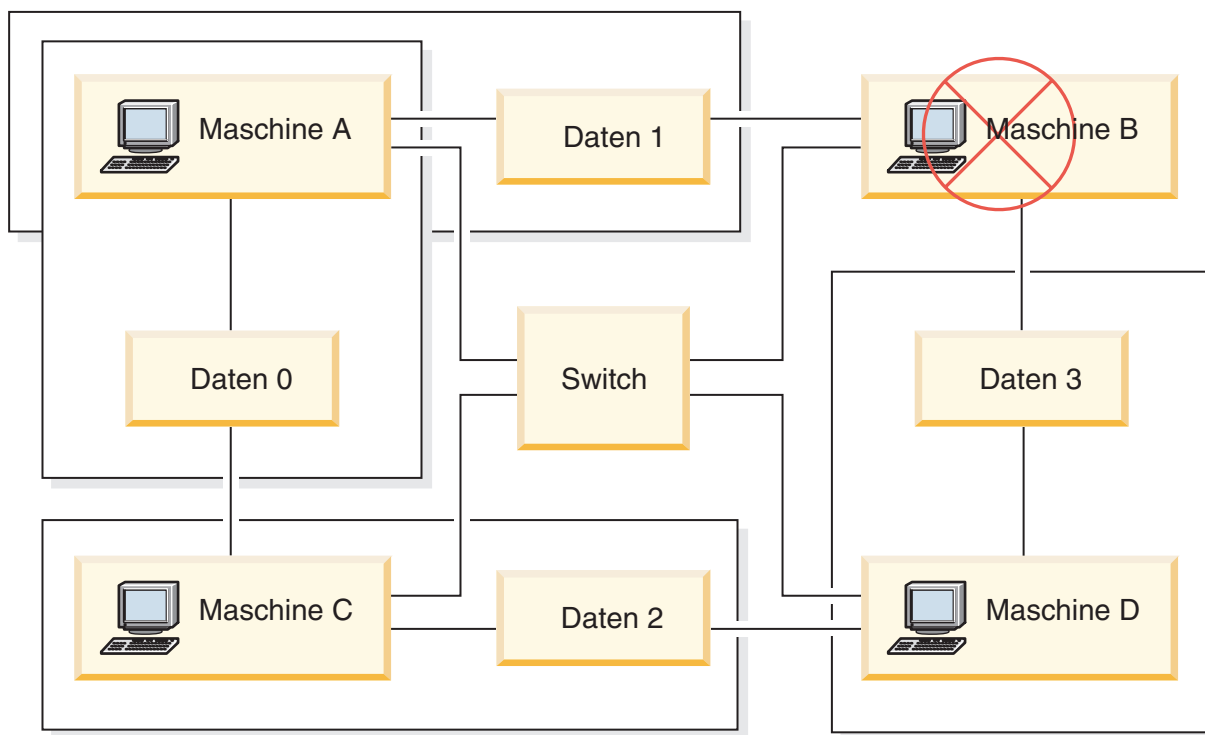 Maschine A
Daten 1
Maschine B
Daten 0
Switch
Daten 3
Maschine C
Daten 2
Maschine D